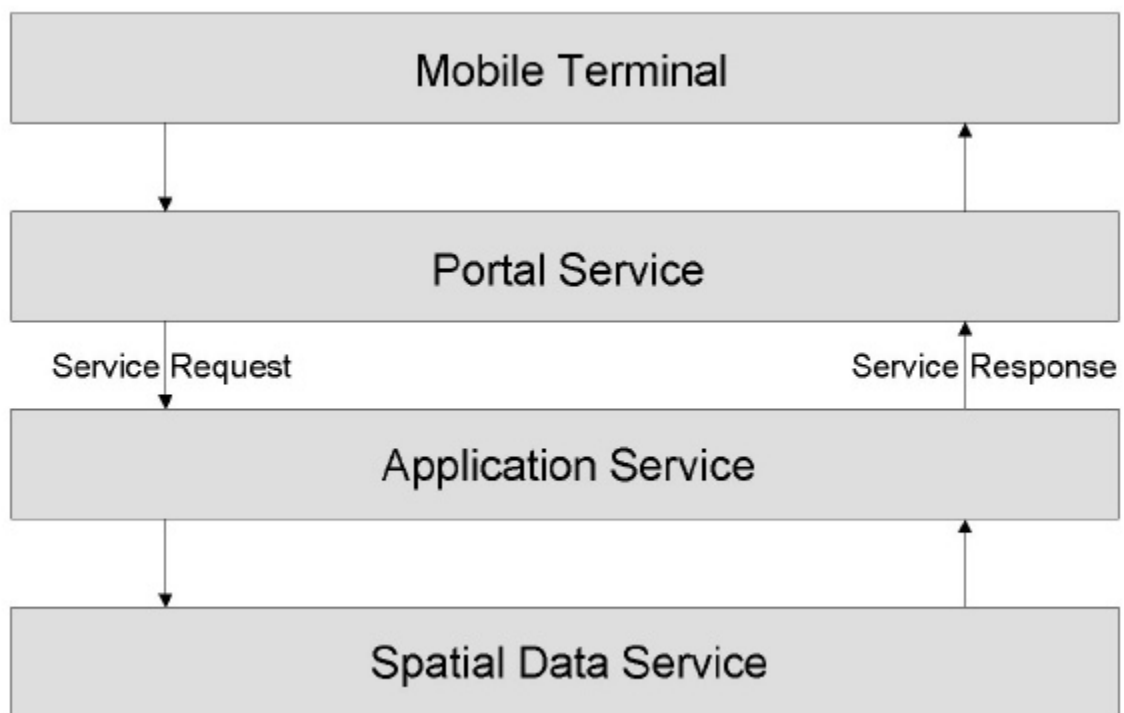 Mobile Terminal
Portal Service
Service Request
Service Response
Application Service
Spatial Data Service